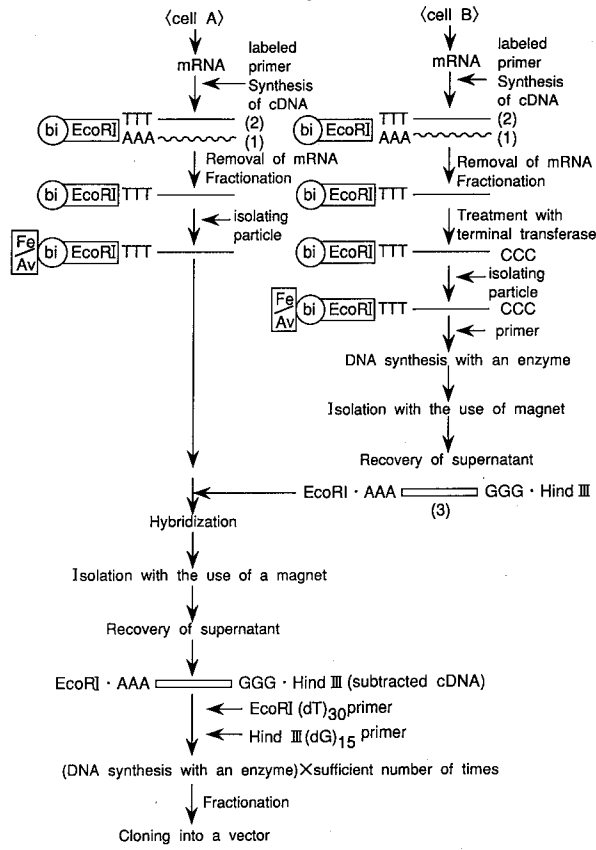 〈cell A〉
mRNA
labeled
primer
Synthesis
of cDNA
bi EcoRI TTT (2)
AAA (1)
Removal of mRNA
Fractionation
bi EcoRI TTT
isolating
particle
Fe
Av
bi EcoRI TTT
〈cell B〉
mRNA
labeled
primer
Synthesis
of cDNA
bi EcoRI TTT (2)
AAA (1)
Removal of mRNA
Fractionation
bi EcoRI TTT
Treatment with
terminal transferase
bi EcoRI TTT CCC
isolating
particle
Fe
Av
bi EcoRI TTT CCC
primer
DNA synthesis with an enzyme
Isolation with the use of magnet
Recovery of supernatant
EcoRI · AAA GGG · Hind III
(3)
Hybridization
Isolation with the use of a magnet
Recovery of supernatant
EcoRI · AAA GGG · Hind III (subtracted cDNA)
EcoRI (dT)30primer
Hind III(dG)15 primer
(DNA synthesis with an enzyme)×sufficient number of times
Fractionation
Cloning into a vector